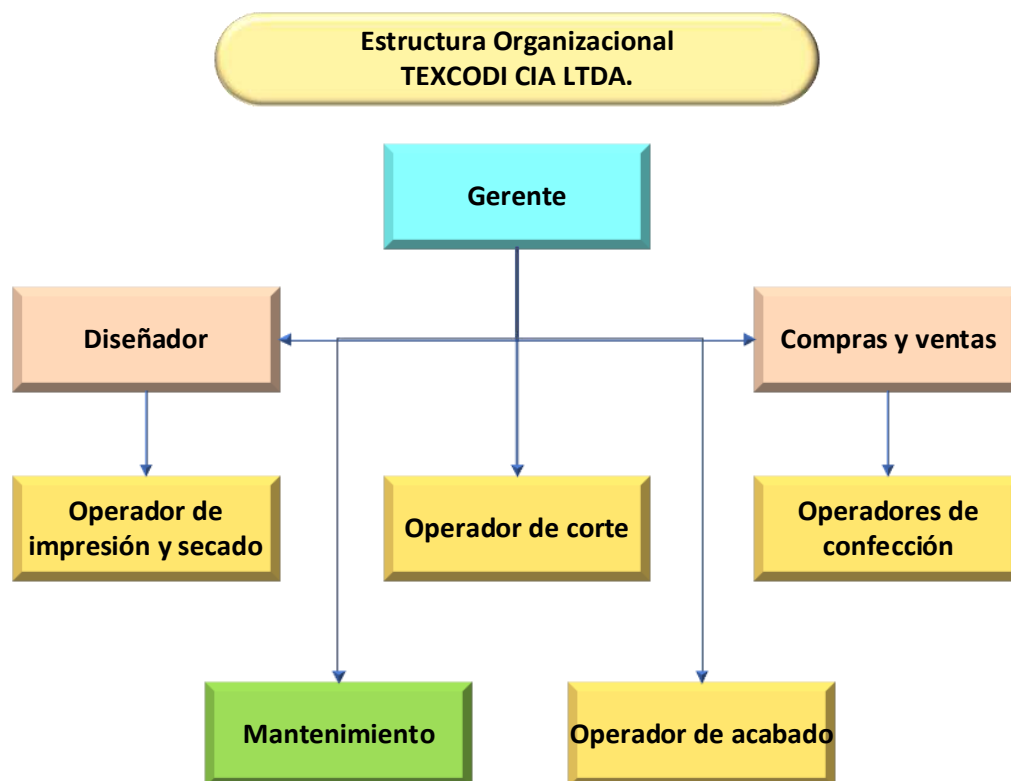 Estructura Organizacional
TEXCODI CIA LTDA.
Gerente
Diseñador
Compras y ventas
Operador de
impresión y secado
Operador de corte
Operadores de
confección
Mantenimiento
Operador de acabado